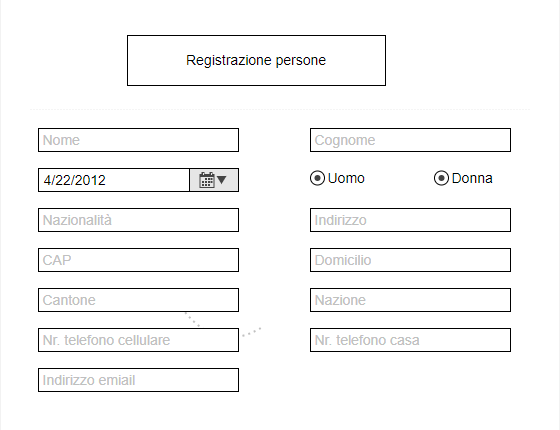 Registrazione persone
Nome
Cognome
4/22/2012
Uomo
Donna
Nazionalità
Indirizzo
CAP
Domicilio
Cantone
Nazione
Nr. telefono cellulare
Nr. telefono casa
Indirizzo emiail